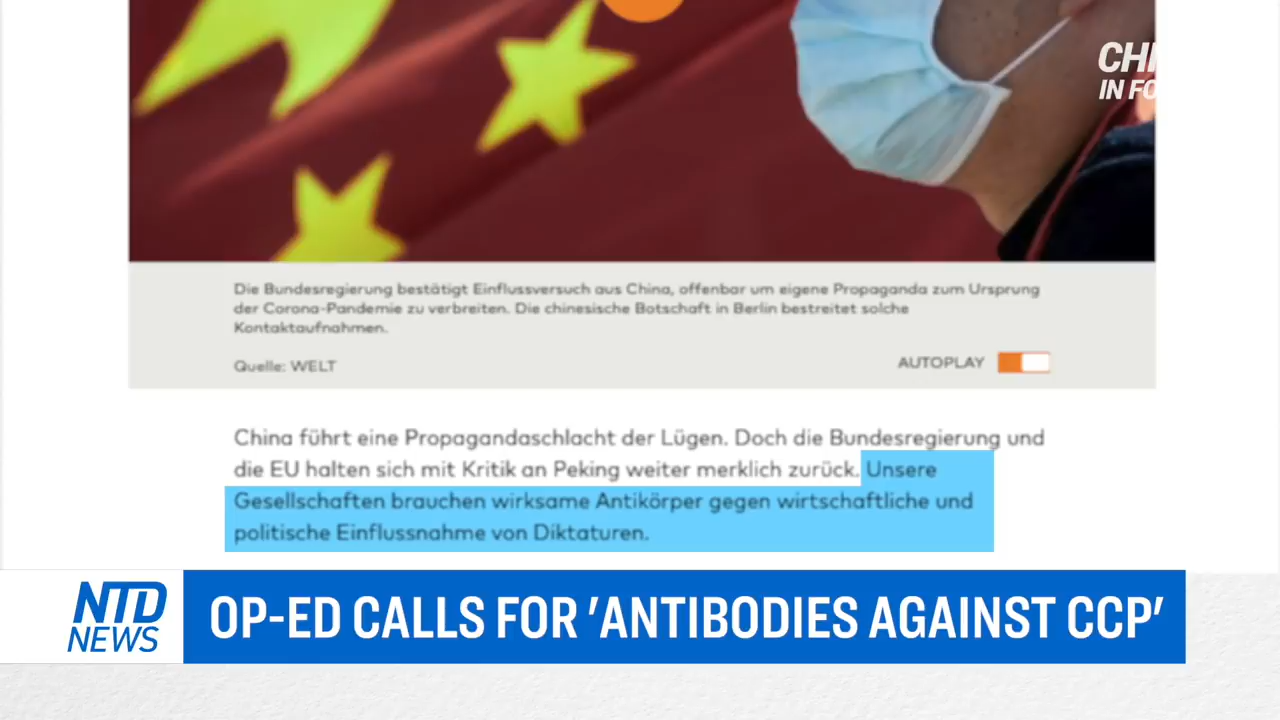 CHI
IN FO
Die Bundesregierung bestätigt Einflussversuch aus China, offenbar um eigene Propaganda zum Ursprung
der Corona-Pandemie zu verbreiten. Die chinesische Botschaft in Berlin bestreitet solche
Kontaktaufnahmen.
Quelle: WELT
AUTOPLAY
China führt eine Propagandaschlacht der Lügen. Doch die Bundesregierung und
die EU halten sich mit Kritik an Peking weiter merklich zurück. Unsere
Gesellschaften brauchen wirksame Antikörper gegen wirtschaftliche und
politische Einflussnahme von Diktaturen.
NTD
NEWS
OP-ED CALLS FOR 'ANTIBODIES AGAINST CCP'